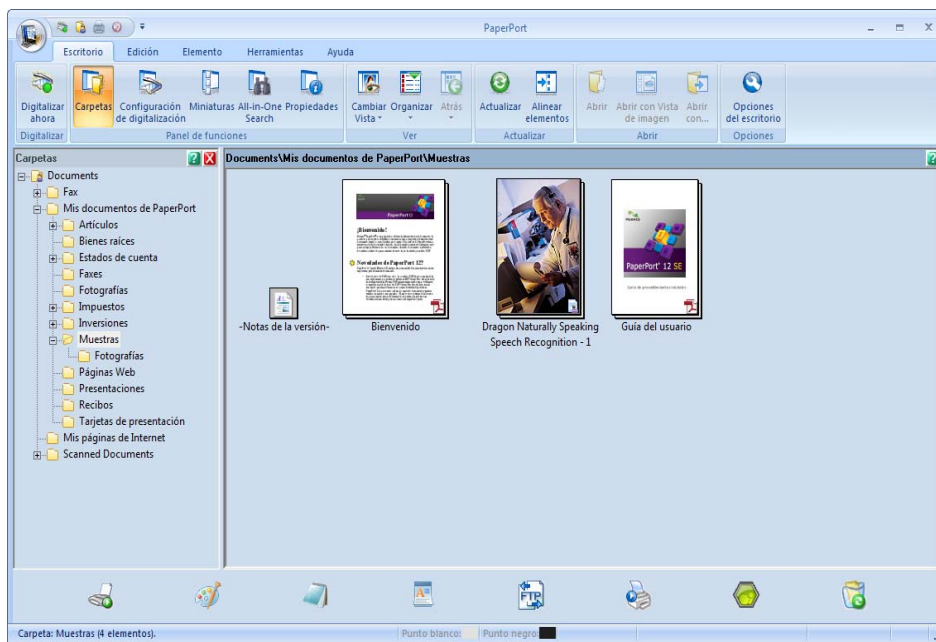 PaperPort
Escritorio Edición Elemento Herramientas Ayuda
Digitalizar ahora
Carpetas
Configuración de digitalización
Miniaturas
All-in-One Search
Propiedades
Cambiar Vista
Organizar
Atrás
Actualizar
Alinear elementos
Abrir
Abrir con Vista de imagen
Abrir con...
Opciones del escritorio
Digitalizar Panel de funciones Ver Actualizar Abrir Opciones
Carpetas
Documents
Fax
Mis documentos de PaperPort
Artículos
Bienes raíces
Estados de cuenta
Faxes
Fotografías
Impuestos
Inversiones
Muestras
Fotografías
Páginas Web
Presentaciones
Recibos
Tarjetas de presentación
Mis páginas de Internet
Scanned Documents
Documents\Mis documentos de PaperPort\Muestras
-Notas de la versión-
PaperPort 12
¡Bienvenido!
Novedades de PaperPort 12?
Bienvenido
Dragon Naturally Speaking
Speech Recognition - 1
PaperPort® 12 SE
Guía del usuario
FTP
Carpeta: Muestras (4 elementos).
Punto blanco: Punto negro: